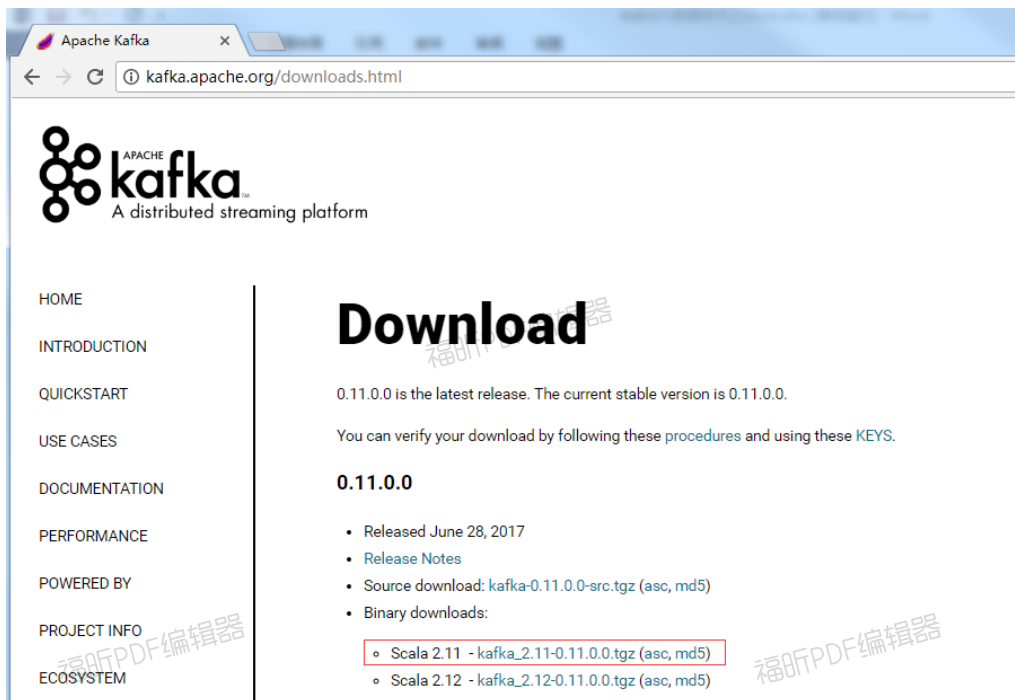 Apache Kafka
kafka.apache.org/downloads.html
APACHE
kafka
TM
A distributed streaming platform
HOME
INTRODUCTION
QUICKSTART
USE CASES
DOCUMENTATION
PERFORMANCE
POWERED BY
PROJECT INFO
ECOSYSTEM
Download
0.11.0.0 is the latest release. The current stable version is 0.11.0.0.
You can verify your download by following these procedures and using these KEYS.
0.11.0.0
Released June 28, 2017
Release Notes
Source download: kafka-0.11.0.0-src.tgz (asc, md5)
Binary downloads:
Scala 2.11 - kafka_2.11-0.11.0.0.tgz (asc, md5)
Scala 2.12 - kafka_2.12-0.11.0.0.tgz (asc, md5)
福昕PDF编辑器
福昕PDF编辑器
福昕PDF编辑器